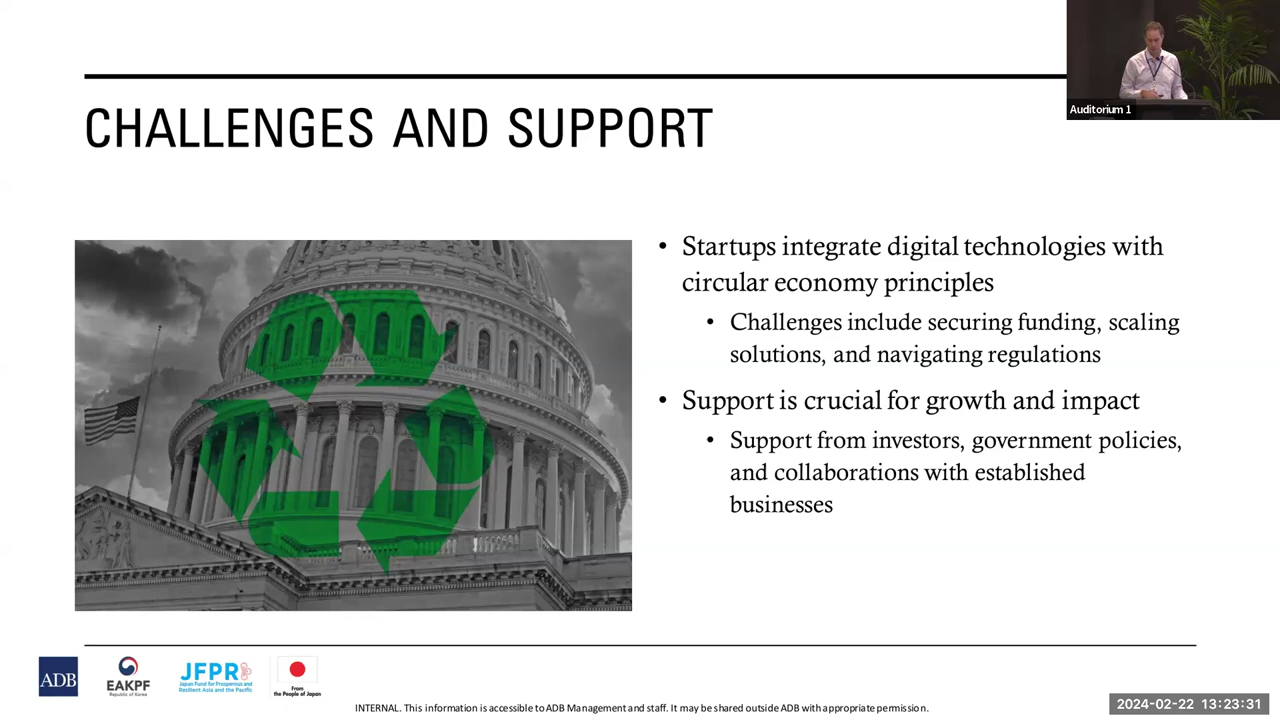 Auditorium 1
CHALLENGES AND SUPPORT
• Startups integrate digital technologies with
circular economy principles
• Challenges include securing funding, scaling
solutions, and navigating regulations
• Support is crucial for growth and impact
• Support from investors, government policies,
and collaborations with established
businesses
ADB
EAKPF
Republic of Korea
JFPR
Japan Fund for Prosperous and
Resilient Asia and the Pacific
From
the People of Japan
INTERNAL. This information is accessible to ADB Management and staff. It may be shared outside ADB with appropriate permission.
2024-02-22 13:23:31